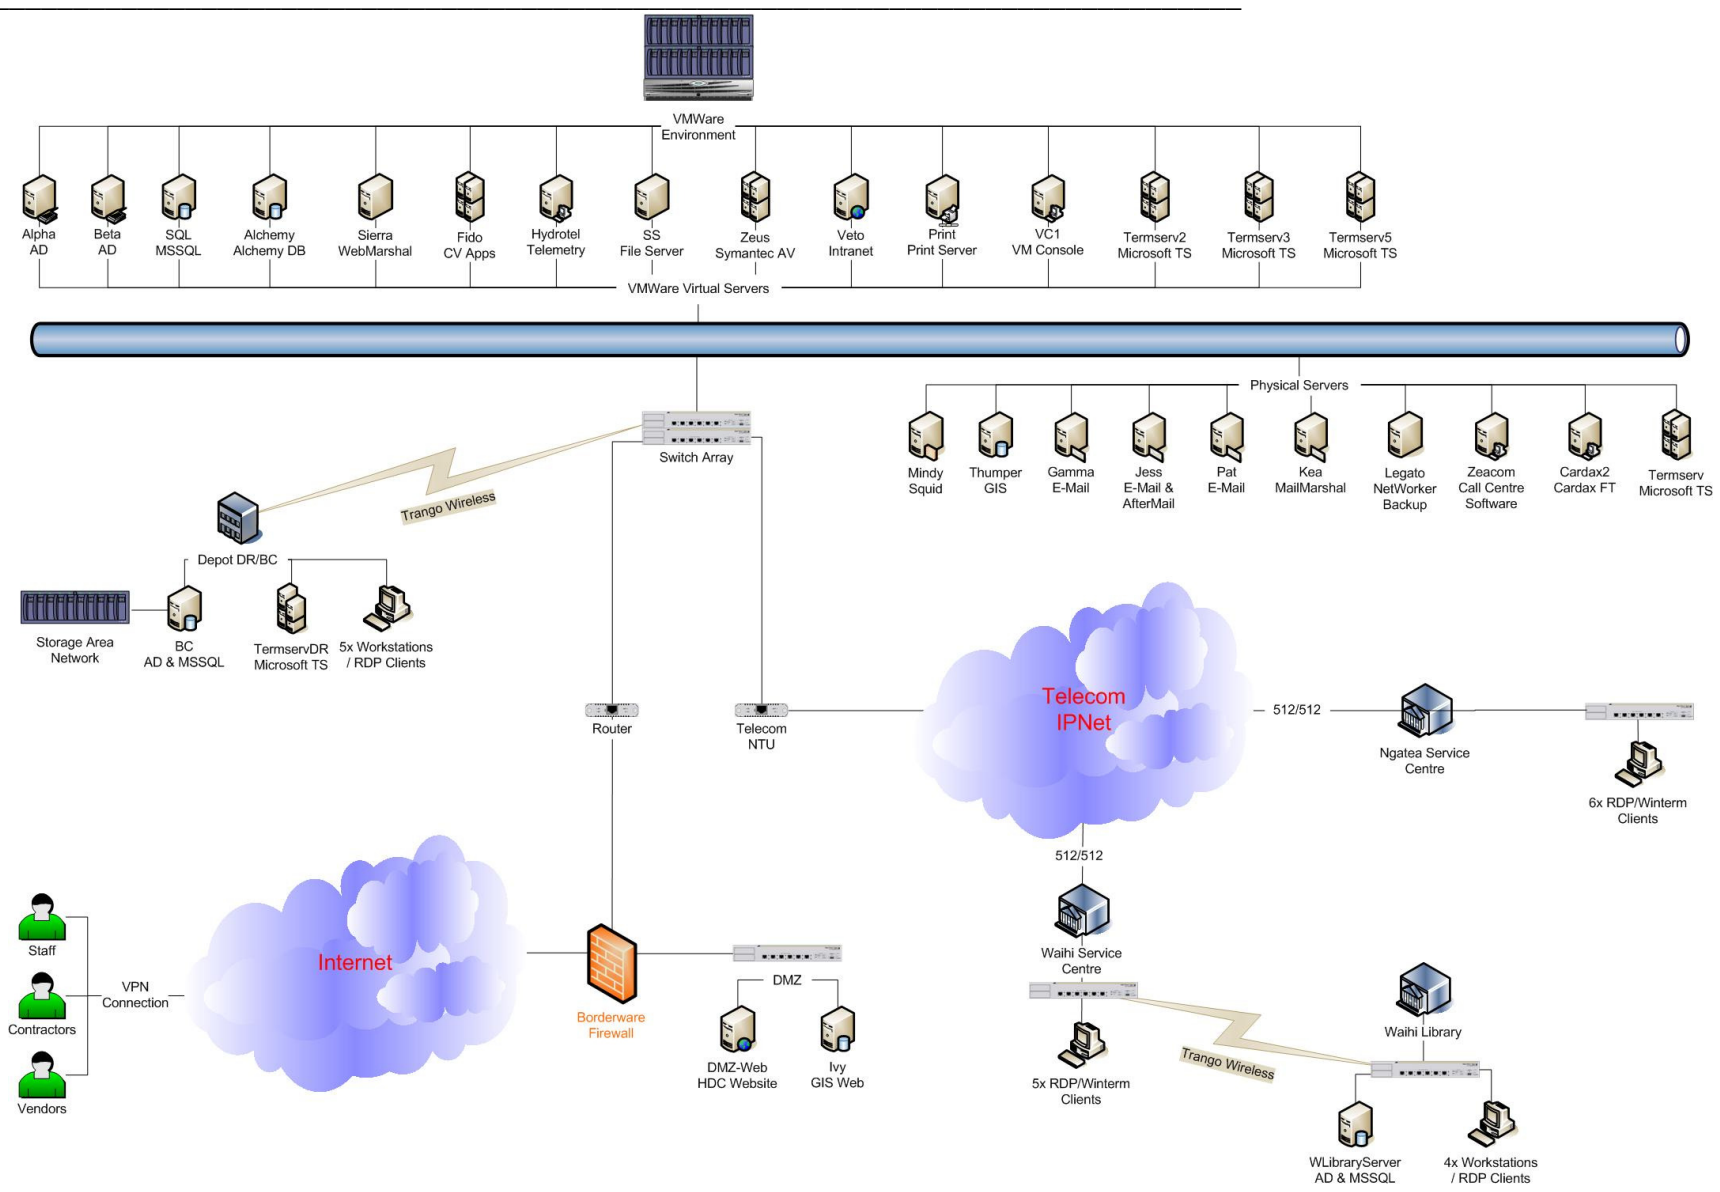 VMWare
Environment
Alpha
AD
Beta
AD
SQL
MSSQL
Alchemy
Alchemy DB
Sierra
WebMarshal
Fido
CV Apps
Hydrotel
Telemetry
SS
File Server
Zeus
Symantec AV
Veto
Intranet
Print
Print Server
VC1
VM Console
Termserv2
Microsoft TS
Termserv3
Microsoft TS
Termserv5
Microsoft TS
VMWare Virtual Servers
Physical Servers
Switch Array
Mindy
Squid
Thumper
GIS
Gamma
E-Mail
Jess
E-Mail &
AfterMail
Pat
E-Mail
Kea
MailMarshal
Legato
NetWorker
Backup
Zeacom
Call Centre
Software
Cardax2
Cardax FT
Termserv
Microsoft TS
Trango Wireless
Depot DR/BC
Storage Area
Network
BC
AD & MSSQL
TermservDR
Microsoft TS
5x Workstations
/ RDP Clients
Router
Telecom
NTU
Telecom
IPNet
512/512
Ngatea Service
Centre
6x RDP/Winterm
Clients
512/512
Waihi Service
Centre
5x RDP/Winterm
Clients
Trango Wireless
Waihi Library
WLibraryServer
AD & MSSQL
4x Workstations
/ RDP Clients
Staff
Contractors
Vendors
VPN
Connection
Internet
Borderware
Firewall
DMZ
DMZ-Web
HDC Website
Ivy
GIS Web